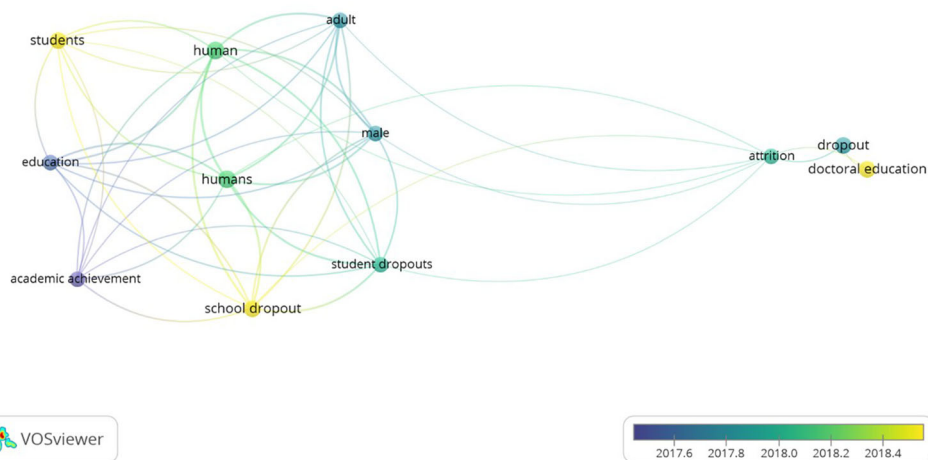 adult
students
human
male
dropout
attrition
education
doctoral education
humans
student dropouts
academic achievement
school dropout
VOSviewer
2017.6 2017.8 2018.0 2018.2 2018.4